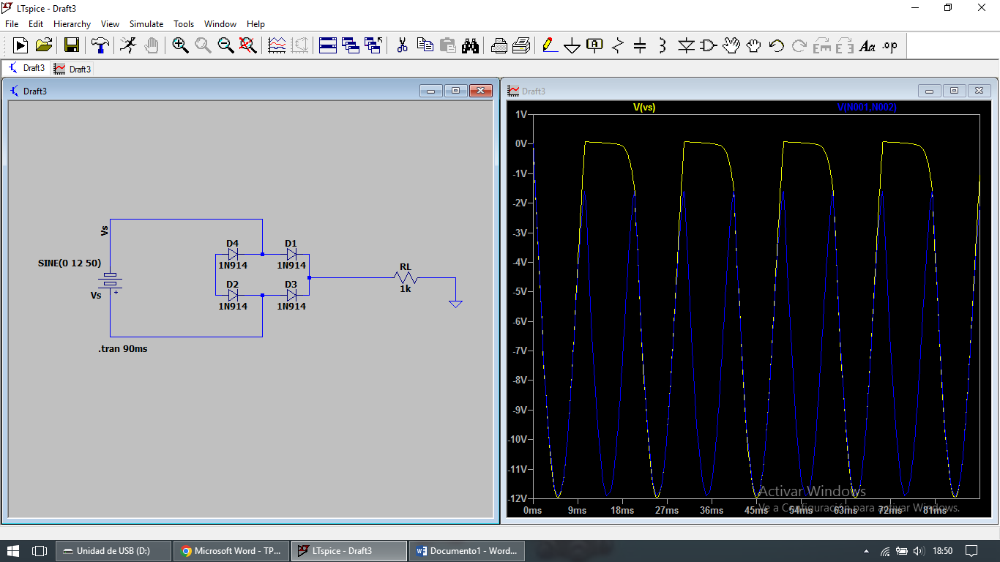 LTspice - Draft3
File Edit Hierarchy View Simulate Tools Window Help
Draft3 Draft3
Draft3
Vs
SINE(0 12 50)
Vs
+
.tran 90ms
D4 D1
1N914 1N914
D2 D3
1N914 1N914
RL
1k
Draft3
V(vs) V(N001,N002)
1V
0V
-1V
-2V
-3V
-4V
-5V
-6V
-7V
-8V
-9V
-10V
-11V
-12V
0ms 9ms 18ms 27ms 36ms 45ms 54ms 63ms 72ms 81ms
Activar Windows
Ve a Configuración para activar Windows.
Unidad de USB (D:) Microsoft Word - TP... LTspice - Draft3 Documento1 - Word... 18:50